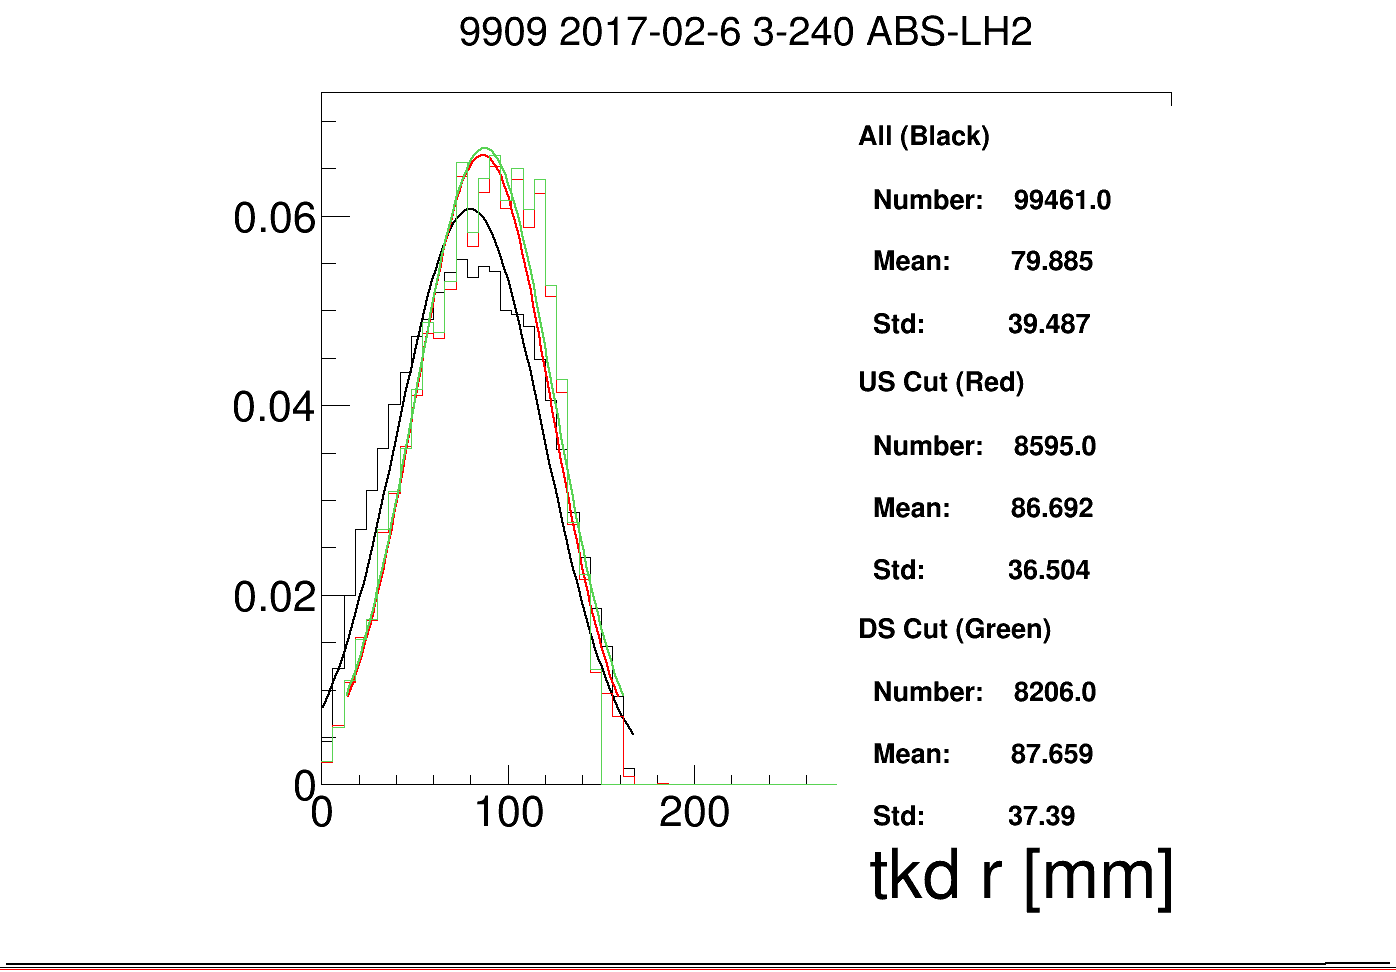 9909 2017-02-6 3-240 ABS-LH2
All (Black)
Number: 99461.0
Mean: 79.885
Std: 39.487
US Cut (Red)
Number: 8595.0
Mean: 86.692
Std: 36.504
DS Cut (Green)
Number: 8206.0
Mean: 87.659
Std: 37.39
0.06
0.04
0.02
0
0 100 200
tkd r [mm]